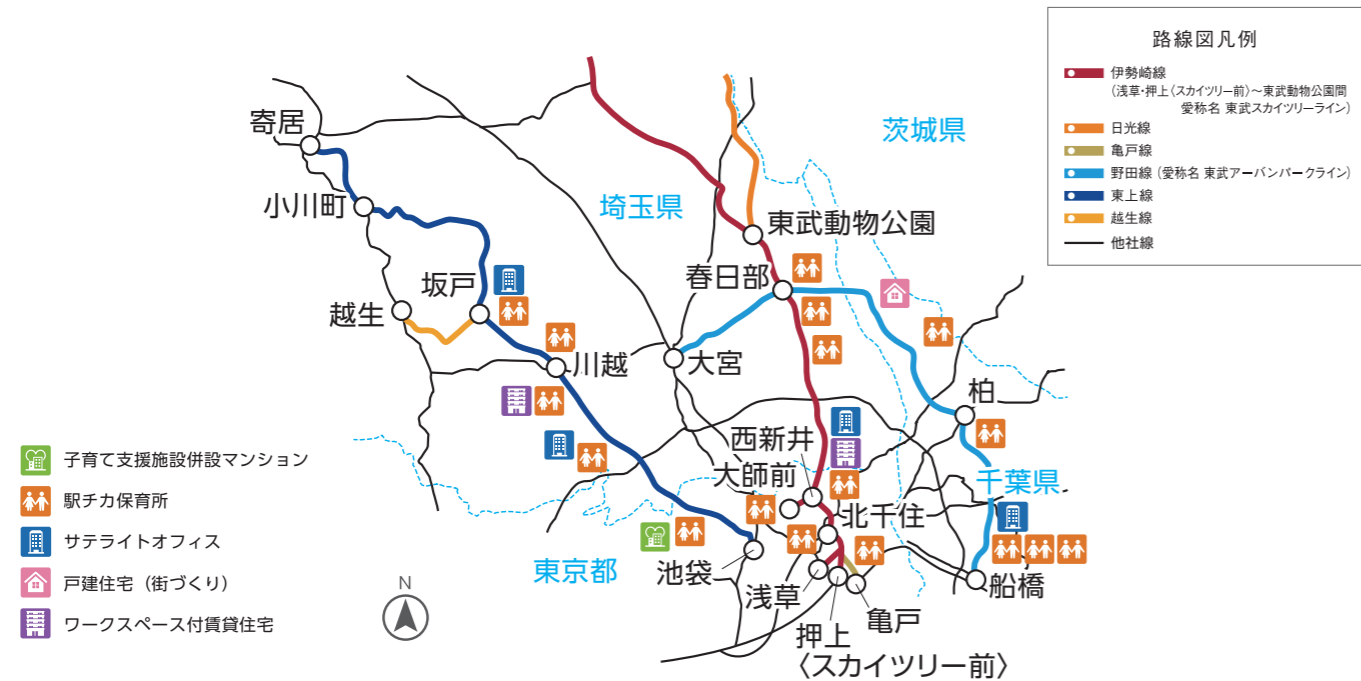 路線図凡例
伊勢崎線
(浅草・押上〈スカイツリー前〉〜東武動物公園間
愛称名 東武スカイツリーライン)
日光線
亀戸線
野田線 (愛称名 東武アーバンパークライン)
東上線
越生線
他社線
茨城県
寄居
埼玉県
小川町
東武動物公園
春日部
坂戸
越生
川越
大宮
柏
西新井
大師前
千葉県
北千住
東京都
池袋
船橋
浅草
亀戸
押上
〈スカイツリー前〉
子育て支援施設併設マンション
駅チカ保育所
サテライトオフィス
戸建住宅（街づくり）
ワークスペース付賃貸住宅
N